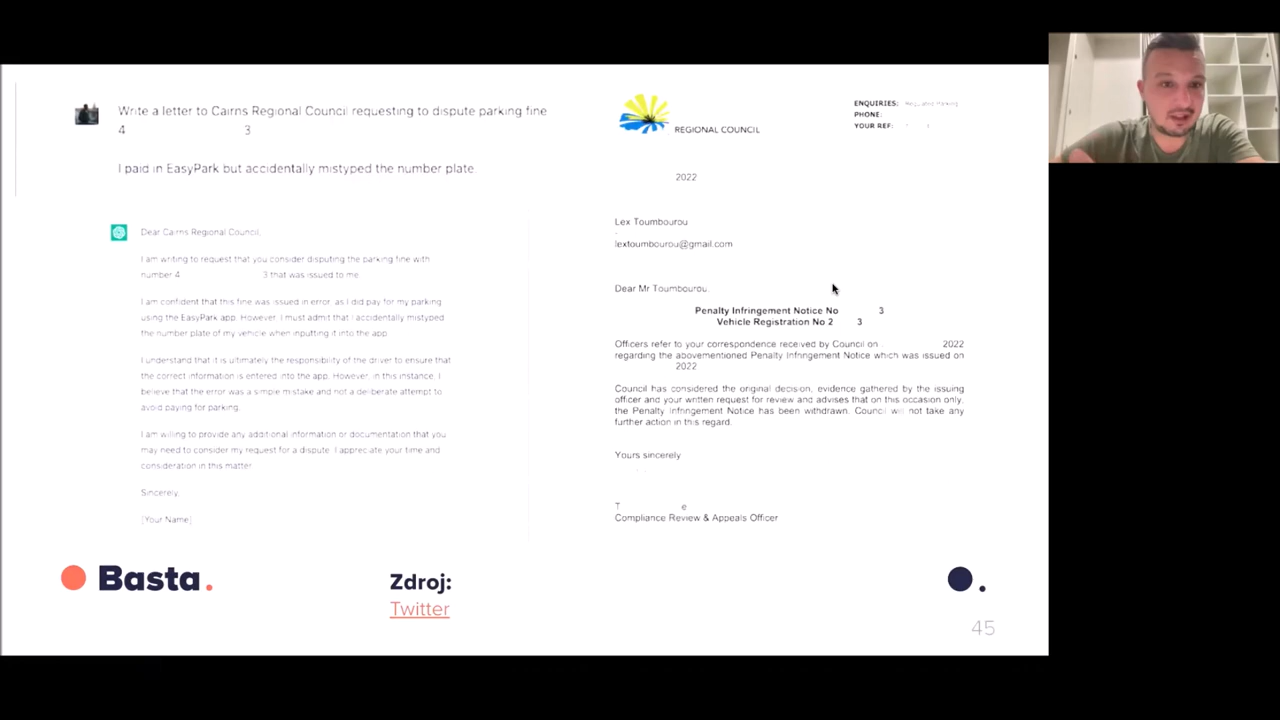 Write a letter to Cairns Regional Council requesting to dispute parking fine
4 3
I paid in EasyPark but accidentally mistyped the number plate.
Dear Cairns Regional Council,
I am writing to request that you consider disputing the parking fine with
number 4 3 that was issued to me.
I am confident that this fine was issued in error, as I did pay for my parking
using the EasyPark app. However, I must admit that I accidentally mistyped
the number plate of my vehicle when inputting it into the app.
I understand that it is ultimately the responsibility of the driver to ensure that
the correct information is entered into the app. However, in this instance, I
believe that the error was a simple mistake and not a deliberate attempt to
avoid paying for parking.
I am willing to provide any additional information or documentation that you
may need to consider my request for a dispute. I appreciate your time and
consideration in this matter.
Sincerely,
[Your Name]
REGIONAL COUNCIL
ENQUIRIES: Regulated Parking
PHONE:
YOUR REF:
2022
Lex Toumbourou
lextoumbourou@gmail.com
Dear Mr Toumbourou,
Penalty Infringement Notice No 3
Vehicle Registration No 2 3
Officers refer to your correspondence received by Council on 2022
regarding the abovementioned Penalty Infringement Notice which was issued on
2022
Council has considered the original decision, evidence gathered by the issuing
officer and your written request for review and advises that on this occasion only,
the Penalty Infringement Notice has been withdrawn. Council will not take any
further action in this regard.
Yours sincerely
T e
Compliance Review & Appeals Officer
Basta.
Zdroj:
Twitter
45